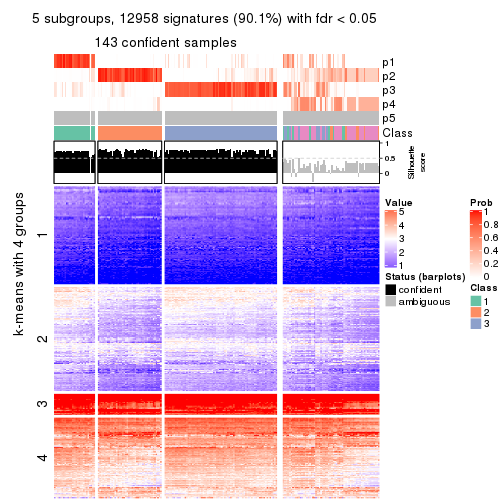 5 subgroups, 12958 signatures (90.1%) with fdr < 0.05
143 confident samples
p1
p2
p3
p4
p5
Class
1
0.5
0
Silhouette
score
k-means with 4 groups
1
2
3
4
Value
5
4
3
2
1
Status (barplots)
confident
ambiguous
Prob
1
0.8
0.6
0.4
0.2
0
Class
1
2
3